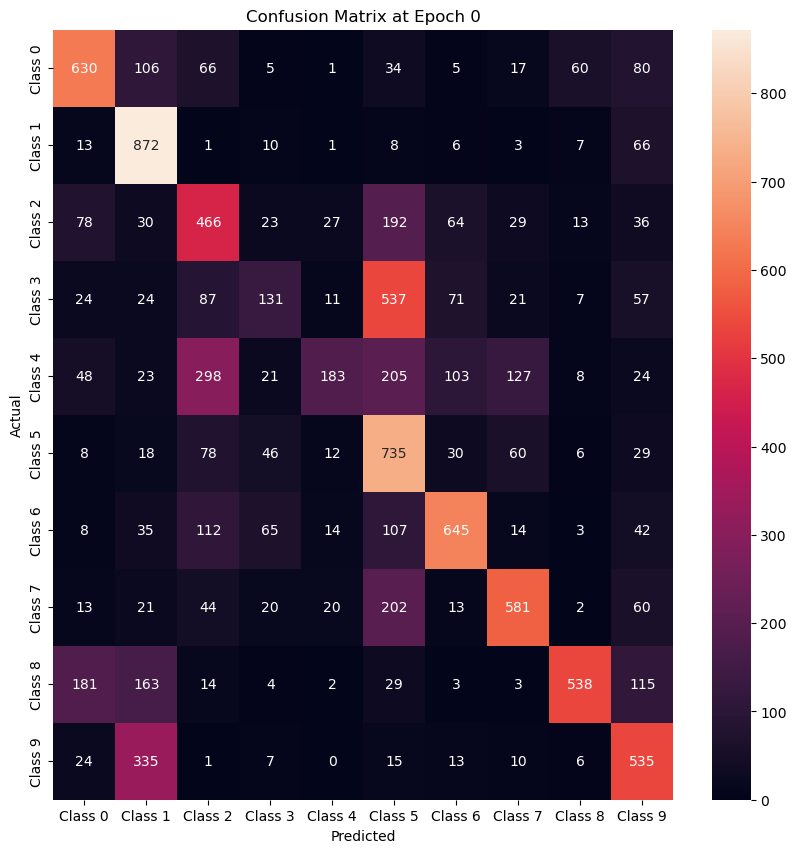 Confusion Matrix at Epoch 0
Class 0 630 106 66 5 1 34 5 17 60 80
Class 1 13 872 1 10 1 8 6 3 7 66
Class 2 78 30 466 23 27 192 64 29 13 36
Class 3 24 24 87 131 11 537 71 21 7 57
Class 4 48 23 298 21 183 205 103 127 8 24
Class 5 8 18 78 46 12 735 30 60 6 29
Class 6 8 35 112 65 14 107 645 14 3 42
Class 7 13 21 44 20 20 202 13 581 2 60
Class 8 181 163 14 4 2 29 3 3 538 115
Class 9 24 335 1 7 0 15 13 10 6 535
Class 0 Class 1 Class 2 Class 3 Class 4 Class 5 Class 6 Class 7 Class 8 Class 9
Predicted
Actual
800
700
600
500
400
300
200
100
0